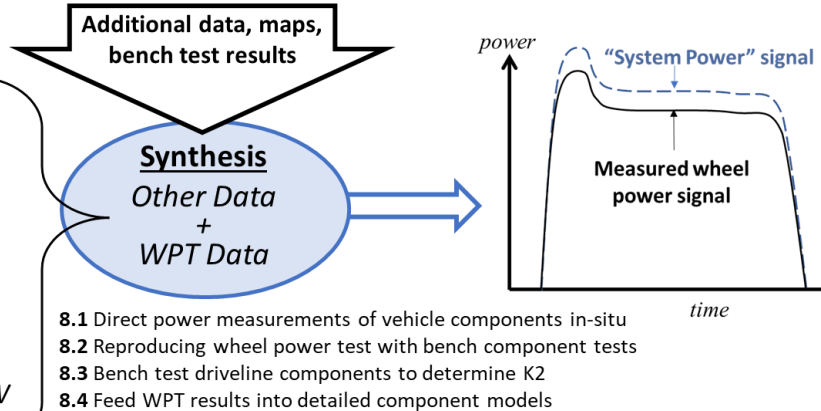 Additional data, maps,
bench test results
Synthesis
Other Data
+
WPT Data
power
“System Power” signal
Measured wheel
power signal
time
8.1 Direct power measurements of vehicle components in-situ
8.2 Reproducing wheel power test with bench component tests
8.3 Bench test driveline components to determine K2
8.4 Feed WPT results into detailed component models